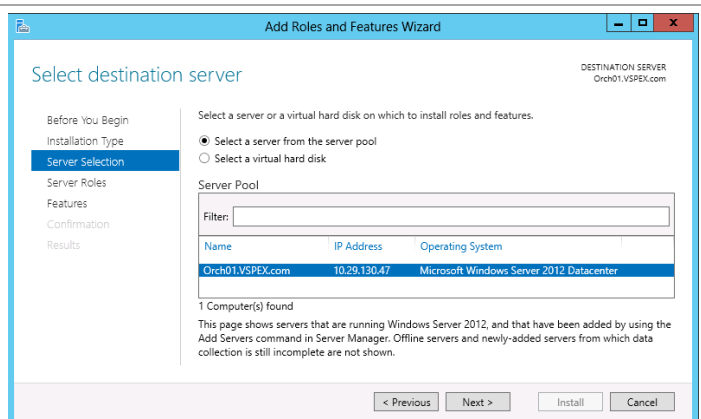 Add Roles and Features Wizard
Select destination server
DESTINATION SERVER
Orch01.VSPEX.com
Before You Begin
Installation Type
Server Selection
Server Roles
Features
Confirmation
Results
Select a server or a virtual hard disk on which to install roles and features.
Select a server from the server pool
Select a virtual hard disk
Server Pool
Filter:
Name IP Address Operating System
Orch01.VSPEX.com 10.29.130.47 Microsoft Windows Server 2012 Datacenter
1 Computer(s) found
This page shows servers that are running Windows Server 2012, and that have been added by using the
Add Servers command in Server Manager. Offline servers and newly-added servers from which data
collection is still incomplete are not shown.
< Previous Next > Install Cancel